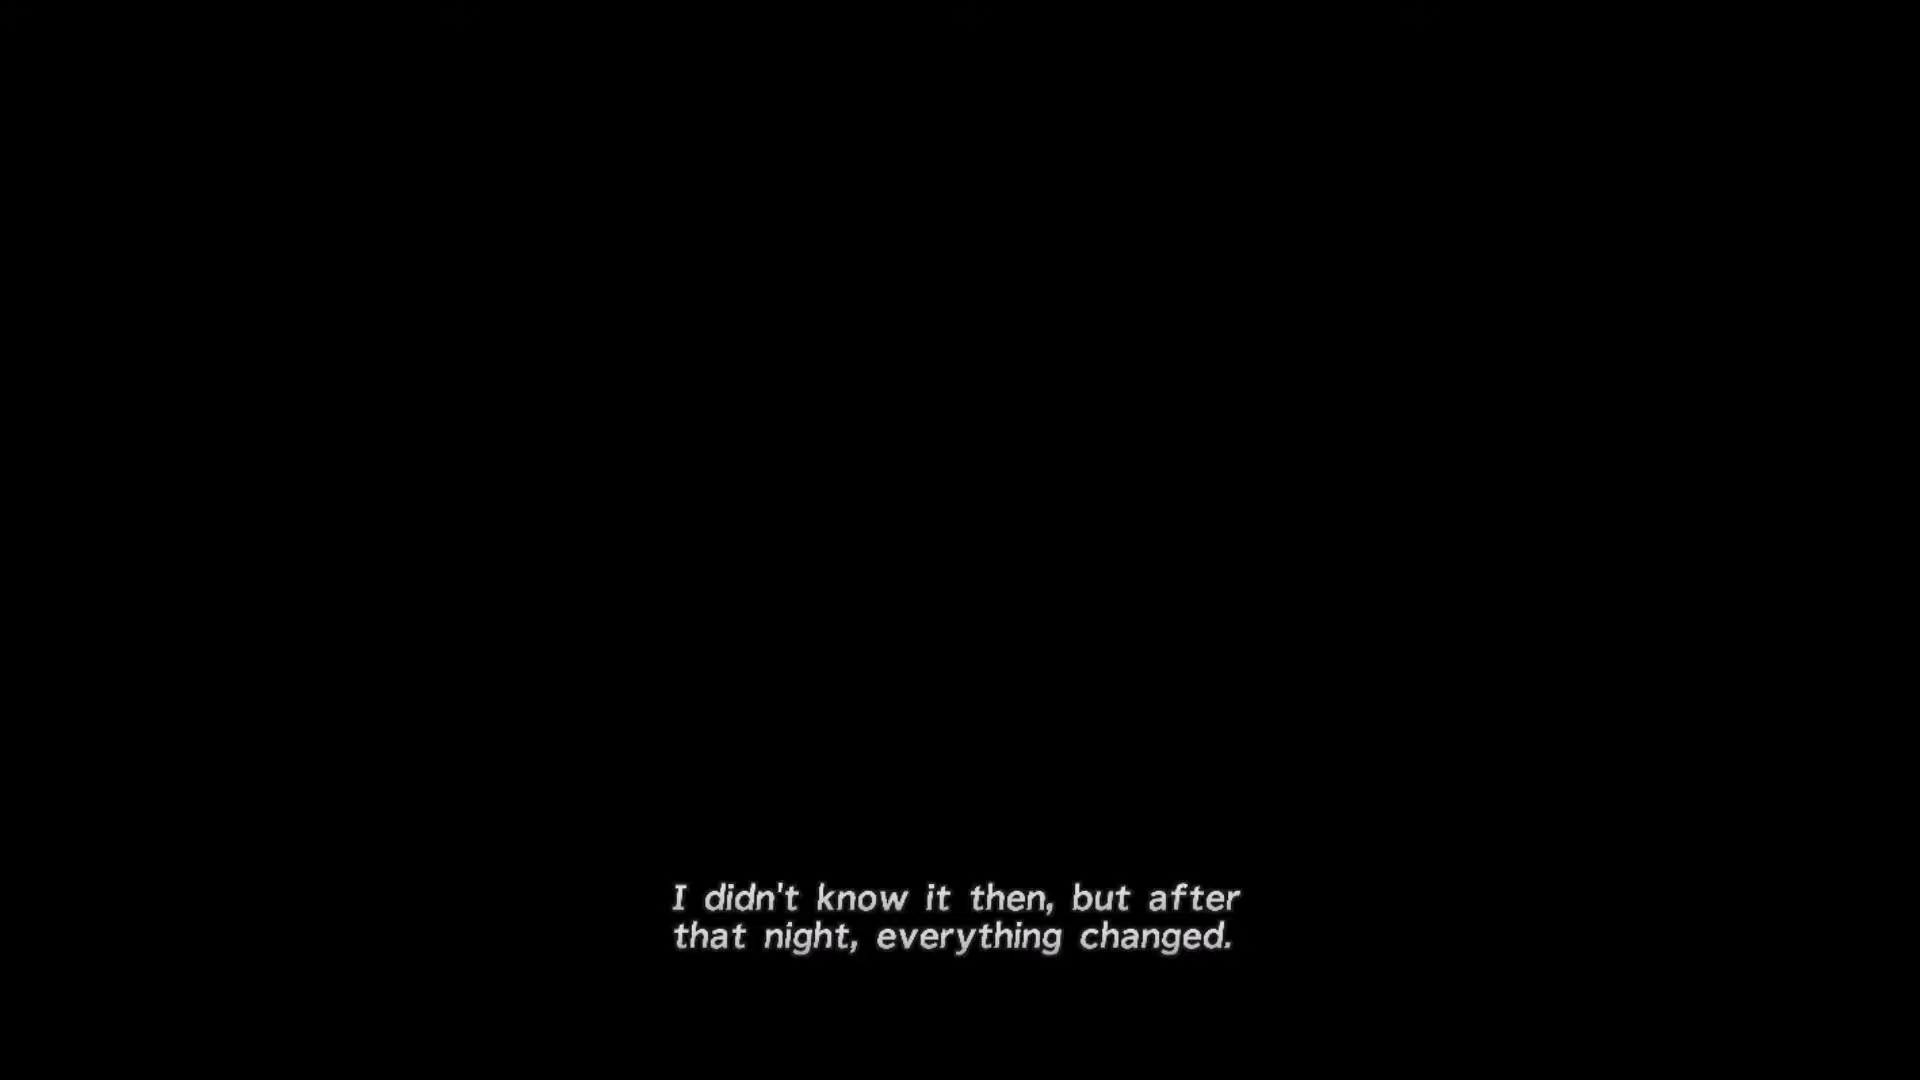 I didn't know it then, but after
that night, everything changed.